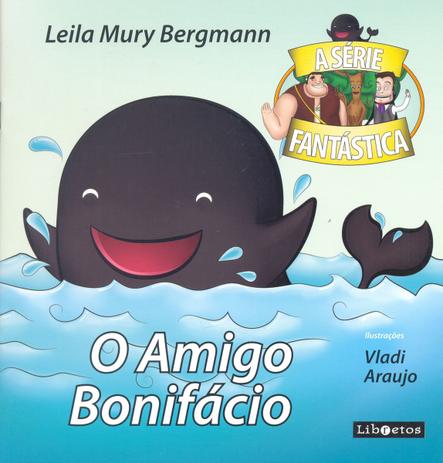 Leila Mury Bergmann
A SÉRIE
FANTÁSTICA
O Amigo
Bonifácio
Ilustrações
Vladi
Araujo
Libretos